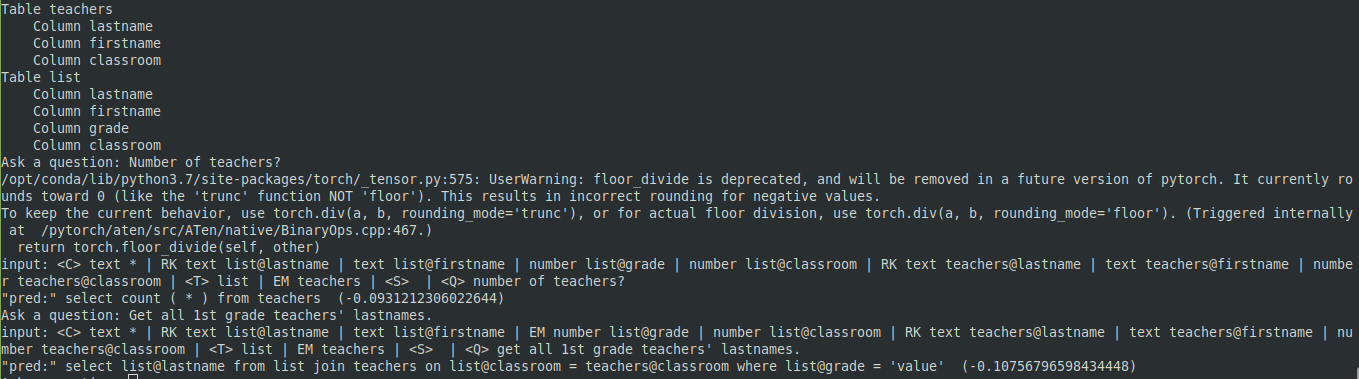 Table teachers
    Column lastname
    Column firstname
    Column classroom
Table list
    Column lastname
    Column firstname
    Column grade
    Column classroom
Ask a question: Number of teachers?
/opt/conda/lib/python3.7/site-packages/torch/_tensor.py:575: UserWarning: floor_divide is deprecated, and will be removed in a future version of pytorch. It currently ro
unds toward 0 (like the 'trunc' function NOT 'floor'). This results in incorrect rounding for negative values.
To keep the current behavior, use torch.div(a, b, rounding_mode='trunc'), or for actual floor division, use torch.div(a, b, rounding_mode='floor'). (Triggered internally
 at  /pytorch/aten/src/ATen/native/BinaryOps.cpp:467.)
  return torch.floor_divide(self, other)
input: <C> text * | RK text list@lastname | text list@firstname | number list@grade | number list@classroom | RK text teachers@lastname | text teachers@firstname | numbe
r teachers@classroom | <T> list | EM teachers | <S>  | <Q> number of teachers?
"pred:" select count ( * ) from teachers  (-0.0931212306022644)
Ask a question: Get all 1st grade teachers' lastnames.
input: <C> text * | RK text list@lastname | text list@firstname | EM number list@grade | number list@classroom | RK text teachers@lastname | text teachers@firstname | nu
mber teachers@classroom | <T> list | EM teachers | <S>  | <Q> get all 1st grade teachers' lastnames.
"pred:" select list@lastname from list join teachers on list@classroom = teachers@classroom where list@grade = 'value'  (-0.10756796598434448)